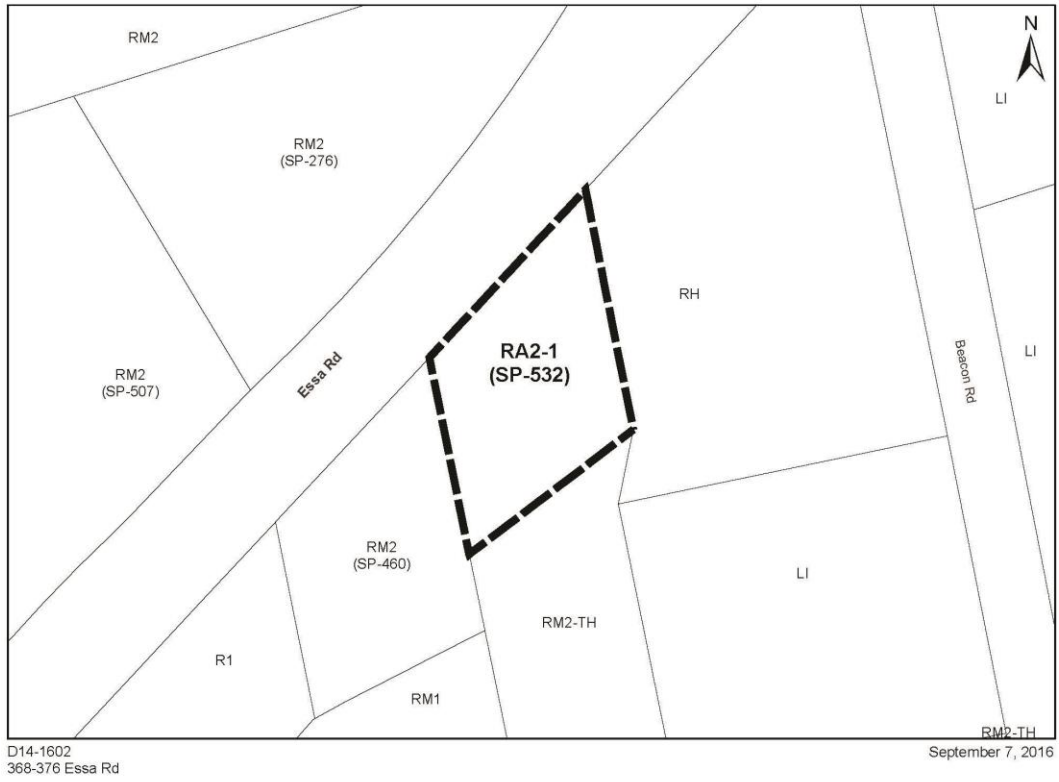 RM2
N
LI
RM2
(SP-276)
RH
RA2-1
(SP-532)
Essa Rd
Beacon Rd
LI
RM2
(SP-507)
RM2
(SP-460)
LI
RM2-TH
R1
RM1
RM2-TH
D14-1602
368-376 Essa Rd
September 7, 2016